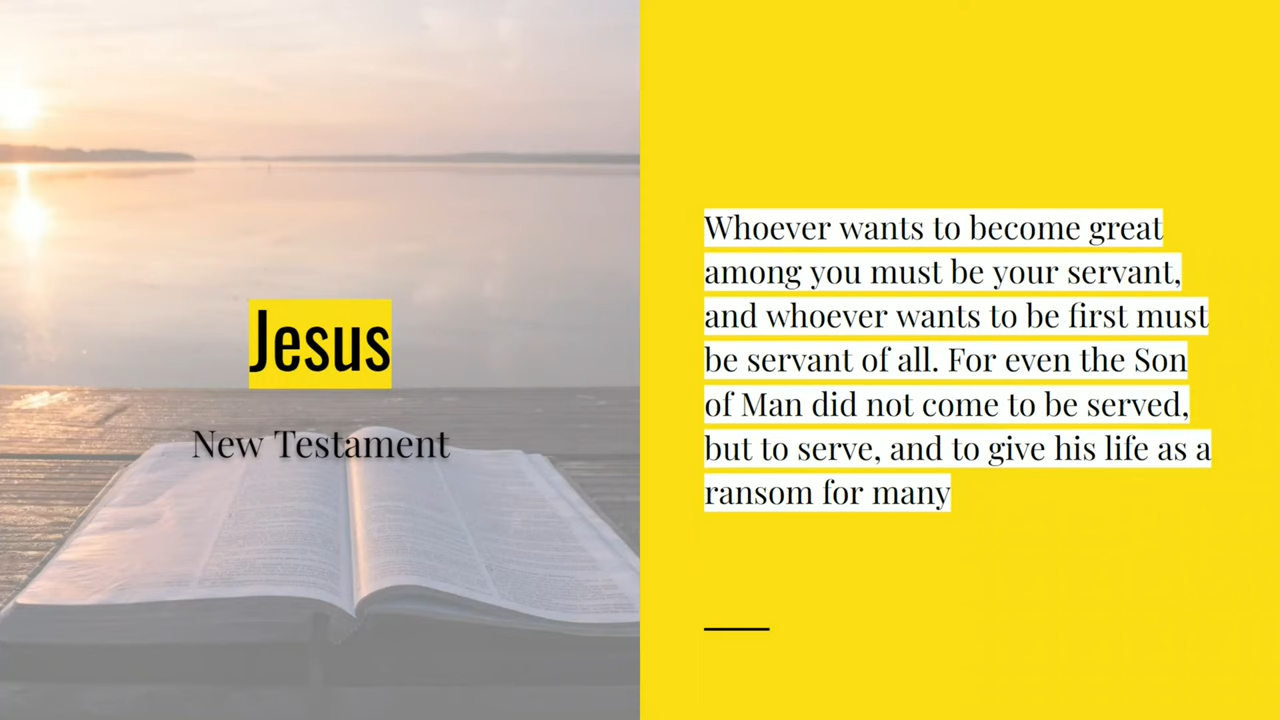 Jesus
New Testament
Whoever wants to become great
among you must be your servant,
and whoever wants to be first must
be servant of all. For even the Son
of Man did not come to be served,
but to serve, and to give his life as a
ransom for many